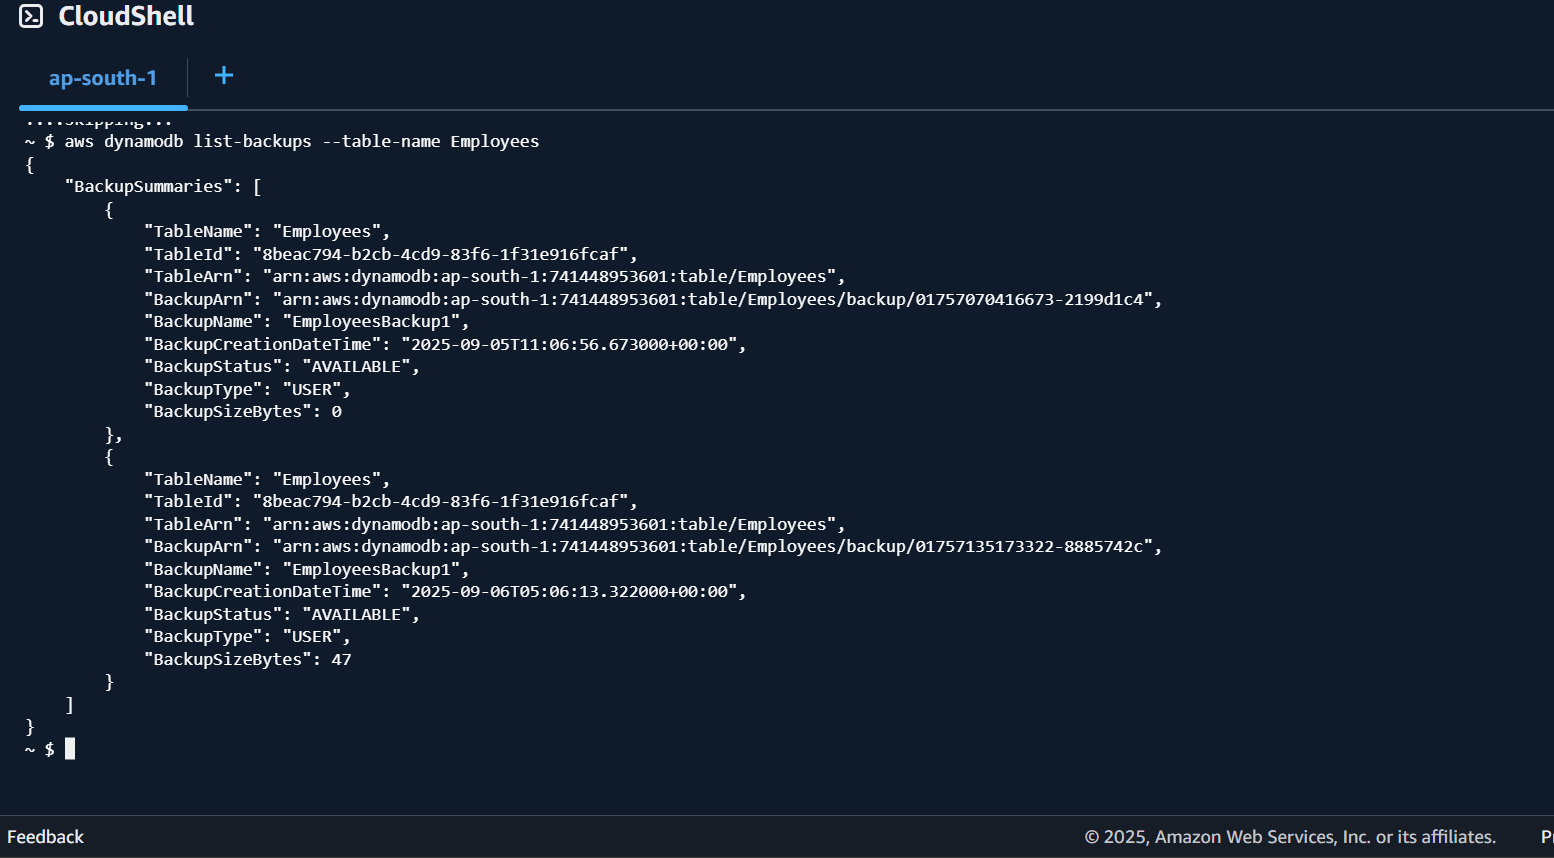 CloudShell
ap-south-1 +
....skipping...
~ $ aws dynamodb list-backups --table-name Employees
{
    "BackupSummaries": [
        {
            "TableName": "Employees",
            "TableId": "8beac794-b2cb-4cd9-83f6-1f31e916fcaf",
            "TableArn": "arn:aws:dynamodb:ap-south-1:741448953601:table/Employees",
            "BackupArn": "arn:aws:dynamodb:ap-south-1:741448953601:table/Employees/backup/01757070416673-2199d1c4",
            "BackupName": "EmployeesBackup1",
            "BackupCreationDateTime": "2025-09-05T11:06:56.673000+00:00",
            "BackupStatus": "AVAILABLE",
            "BackupType": "USER",
            "BackupSizeBytes": 0
        },
        {
            "TableName": "Employees",
            "TableId": "8beac794-b2cb-4cd9-83f6-1f31e916fcaf",
            "TableArn": "arn:aws:dynamodb:ap-south-1:741448953601:table/Employees",
            "BackupArn": "arn:aws:dynamodb:ap-south-1:741448953601:table/Employees/backup/01757135173322-8885742c",
            "BackupName": "EmployeesBackup1",
            "BackupCreationDateTime": "2025-09-06T05:06:13.322000+00:00",
            "BackupStatus": "AVAILABLE",
            "BackupType": "USER",
            "BackupSizeBytes": 47
        }
    ]
}
~ $
Feedback © 2025, Amazon Web Services, Inc. or its affiliates.